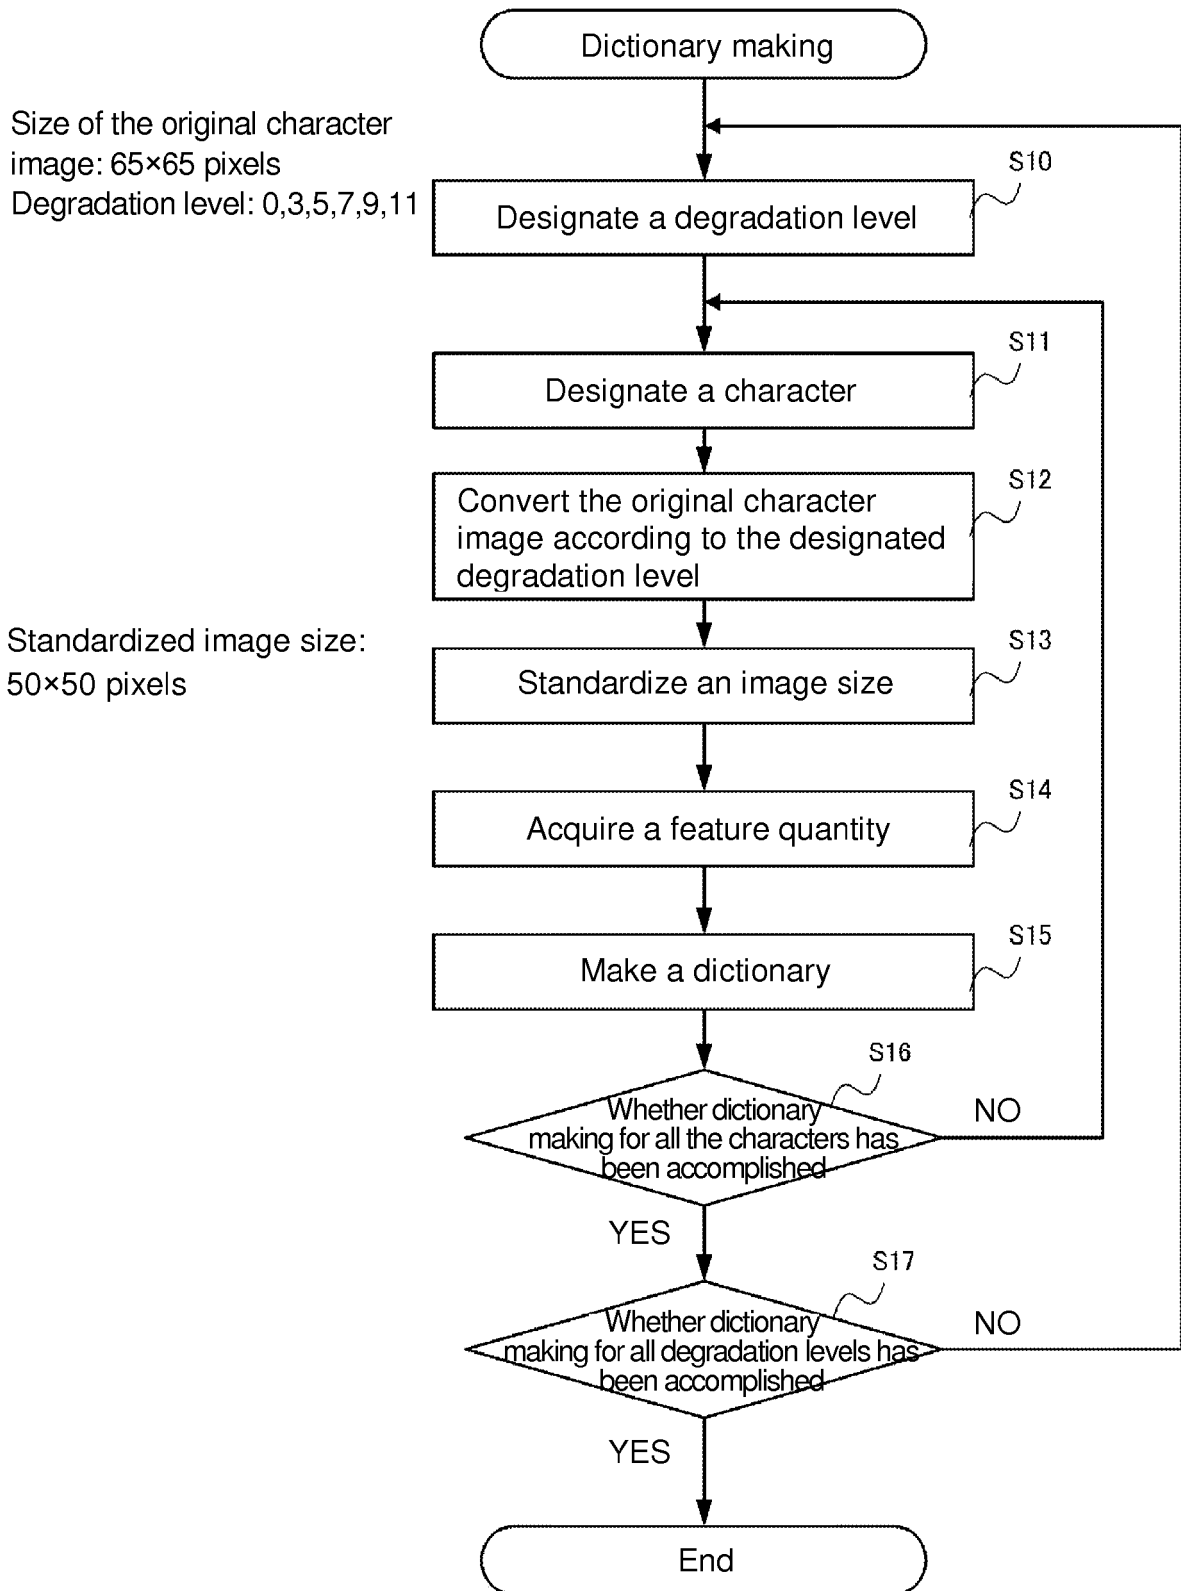 Dictionary making
Size of the original character
image: 65×65 pixels
Degradation level: 0,3,5,7,9,11
S10
Designate a degradation level
S11
Designate a character
S12
Convert the original character
image according to the designated
degradation level
Standardized image size:
50×50 pixels
S13
Standardize an image size
S14
Acquire a feature quantity
S15
Make a dictionary
S16
Whether dictionary
making for all the characters has
been accomplished
NO
YES
S17
Whether dictionary
making for all degradation levels has
been accomplished
NO
YES
End